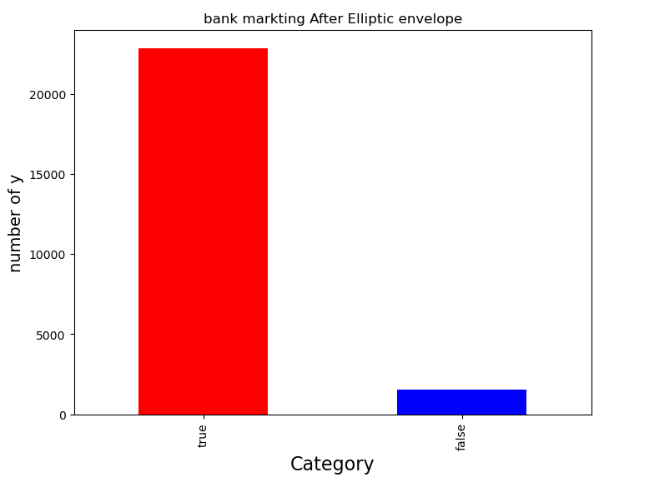 bank markting After Elliptic envelope
number of y
20000
15000
10000
5000
0
true
false
Category